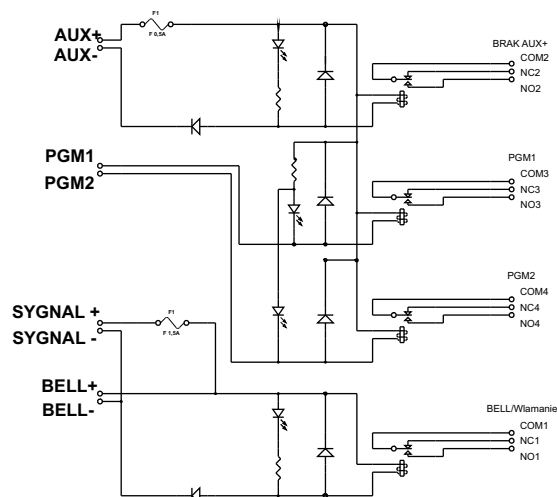 F1
F 0,5A
AUX+
AUX-
BRAK AUX+
COM2
NC2
NO2
PGM1
PGM2
PGM1
COM3
NC3
NO3
PGM2
COM4
NC4
NO4
SYGNAL +
SYGNAL -
F1
F 1,5A
BELL+
BELL-
BELL/Wlamanie
COM1
NC1
NO1